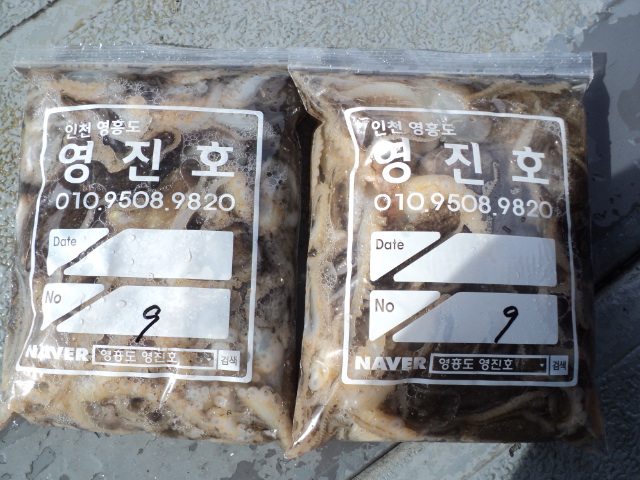 인천 영흥도
영진호
010.9508.9820
Date
No 9
NAVER 영흥도 영진호 검색
인천 영흥도
영진호
010.9508.9820
Date
No 9
NAVER 영흥도 영진호 검색